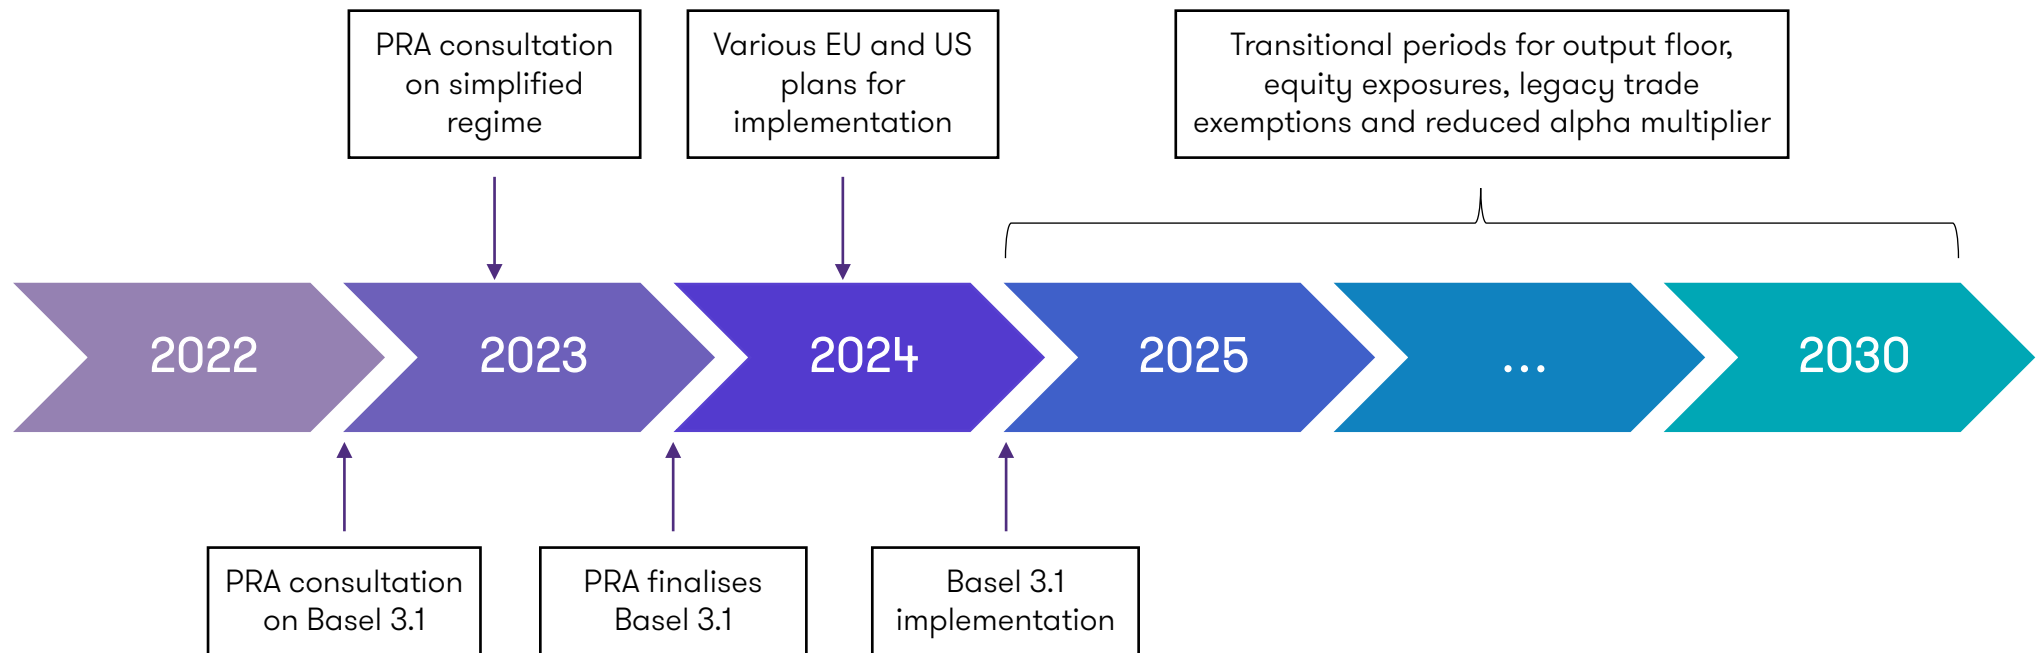 PRA consultation
on simplified
regime
Various EU and US
plans for
implementation
Transitional periods for output floor,
equity exposures, legacy trade
exemptions and reduced alpha multiplier
2022
2023
2024
2025
...
2030
PRA consultation
on Basel 3.1
PRA finalises
Basel 3.1
Basel 3.1
implementation